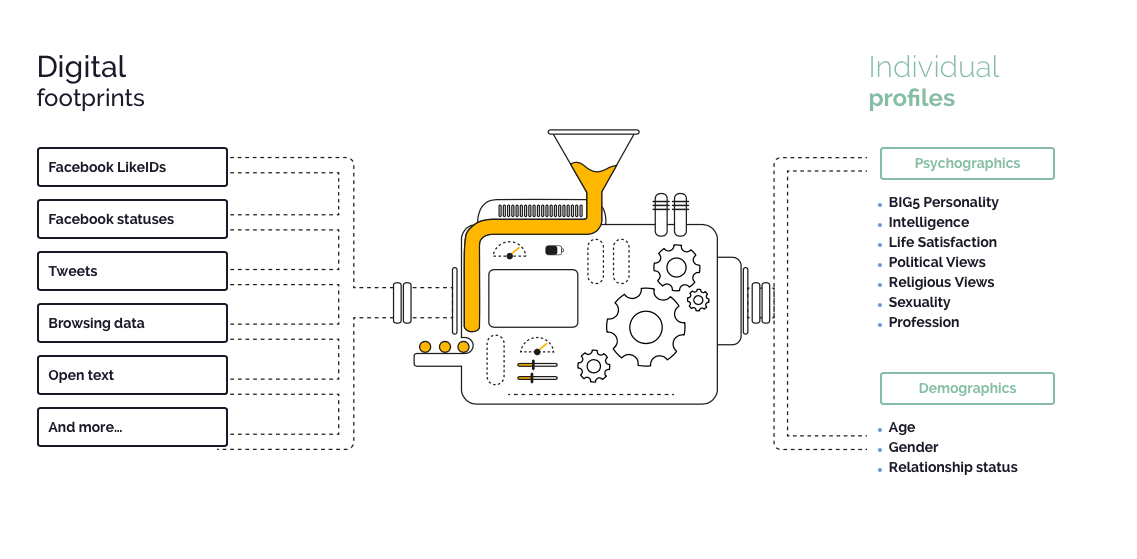 Digital
footprints
Facebook LikeIDs
Facebook statuses
Tweets
Browsing data
Open text
And more...
Individual
profiles
Psychographics
BIG5 Personality
Intelligence
Life Satisfaction
Political Views
Religious Views
Sexuality
Profession
Demographics
Age
Gender
Relationship status